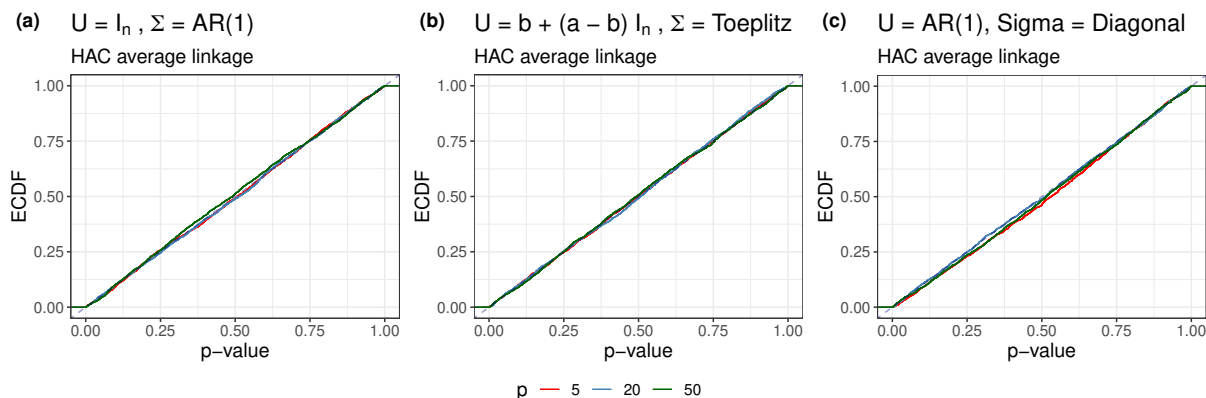 (a) U = Iₙ , Σ = AR(1)
HAC average linkage
1.00
0.75
0.50
0.25
0.00
ECDF
0.00 0.25 0.50 0.75 1.00
p−value
(b) U = b + (a − b) Iₙ , Σ = Toeplitz
HAC average linkage
1.00
0.75
0.50
0.25
0.00
ECDF
0.00 0.25 0.50 0.75 1.00
p−value
(c) U = AR(1), Sigma = Diagonal
HAC average linkage
1.00
0.75
0.50
0.25
0.00
ECDF
0.00 0.25 0.50 0.75 1.00
p−value
p 5 20 50